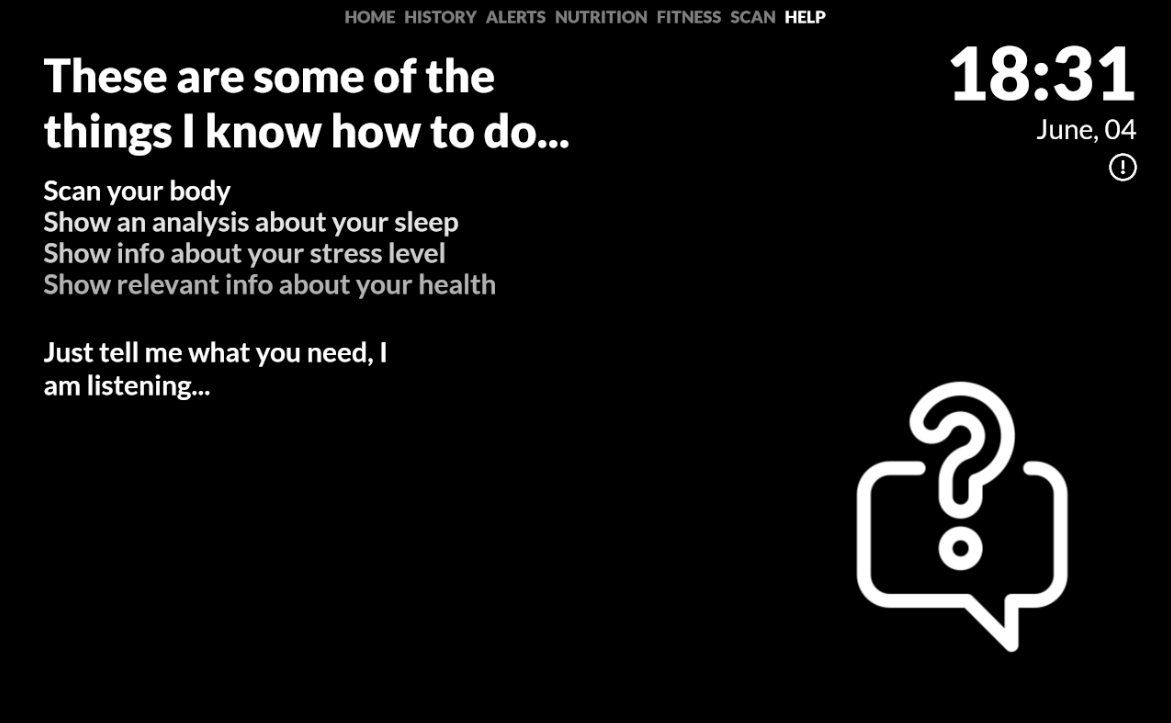 HOME HISTORY ALERTS NUTRITION FITNESS SCAN HELP
These are some of the
things I know how to do...
18:31
June, 04
Scan your body
Show an analysis about your sleep
Show info about your stress level
Show relevant info about your health
Just tell me what you need, I
am listening...